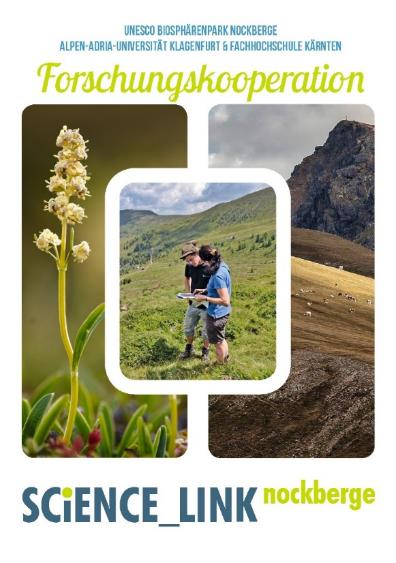 UNESCO BIOSPHÄRENPARK NOCKBERGE
ALPEN-ADRIA-UNIVERSITÄT KLAGENFURT & FACHHOCHSCHULE KÄRNTEN
Forschungskooperation
SCiENCE_LINK nockberge